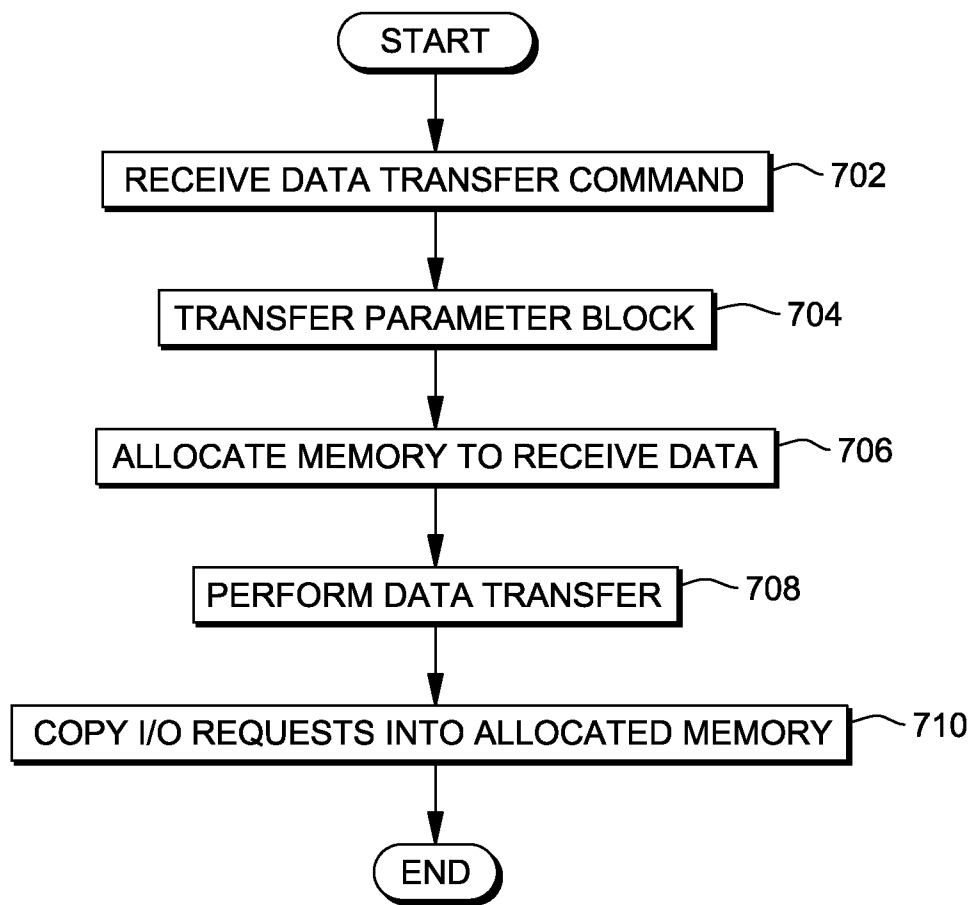 START
RECEIVE DATA TRANSFER COMMAND 702
TRANSFER PARAMETER BLOCK 704
ALLOCATE MEMORY TO RECEIVE DATA 706
PERFORM DATA TRANSFER 708
COPY I/O REQUESTS INTO ALLOCATED MEMORY 710
END